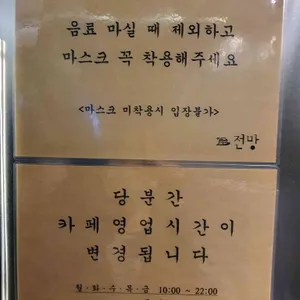 음료 마실 때 제외하고
마스크 꼭 착용해주세요
<마스크 미착용시 입장불가>
전망
당분간
카페영업시간이
변경됩니다
월·화·수·목·금 10:00 ~ 22:00